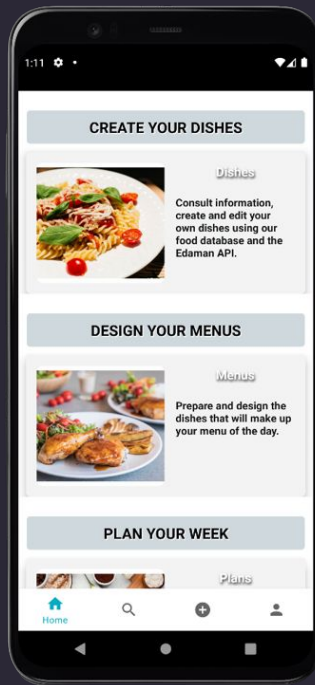 1:11
CREATE YOUR DISHES
Dishes
Consult information,
create and edit your
own dishes using our
food database and the
Edaman API.
DESIGN YOUR MENUS
Menus
Prepare and design the
dishes that will make up
your menu of the day.
PLAN YOUR WEEK
Plans
Home